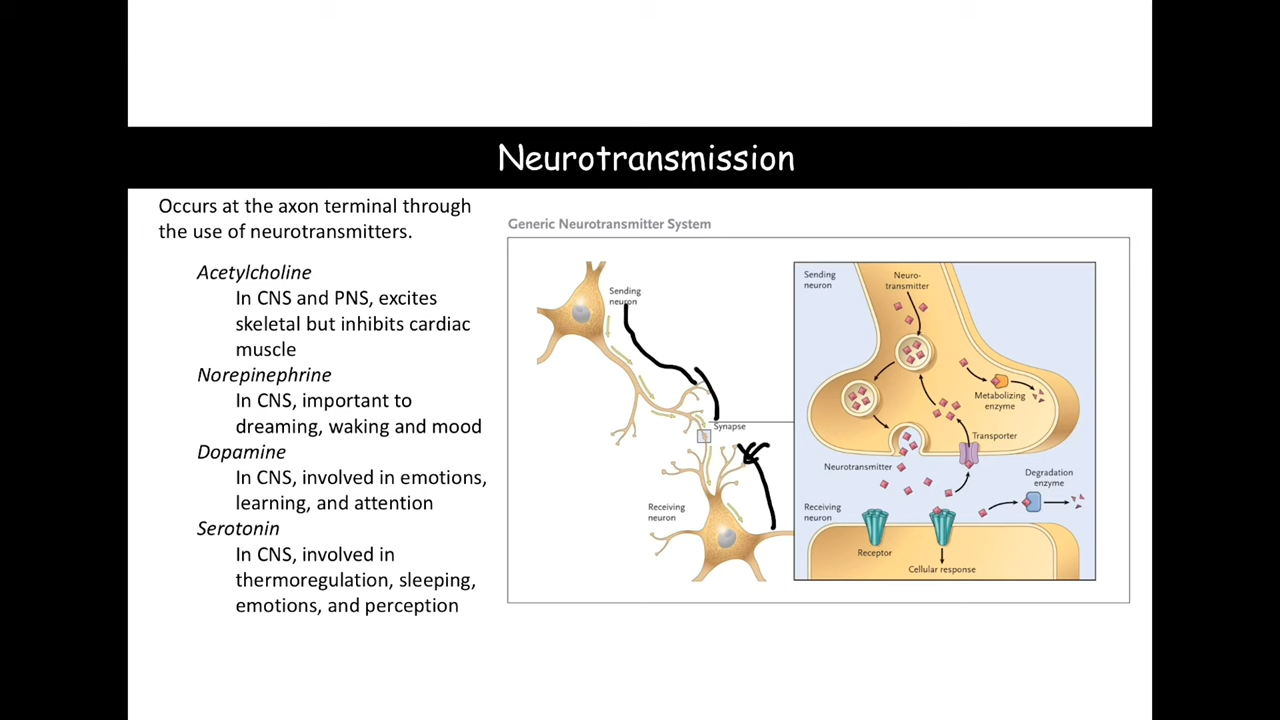 Neurotransmission
Occurs at the axon terminal through
the use of neurotransmitters.
Acetylcholine
In CNS and PNS, excites
skeletal but inhibits cardiac
muscle
Norepinephrine
In CNS, important to
dreaming, waking and mood
Dopamine
In CNS, involved in emotions,
learning, and attention
Serotonin
In CNS, involved in
thermoregulation, sleeping,
emotions, and perception
Generic Neurotransmitter System
Sending
neuron
Synapse
Receiving
neuron
Sending
neuron
Neuro-
transmitter
Metabolizing
enzyme
Transporter
Neurotransmitter
Degradation
enzyme
Receiving
neuron
Receptor
Cellular response